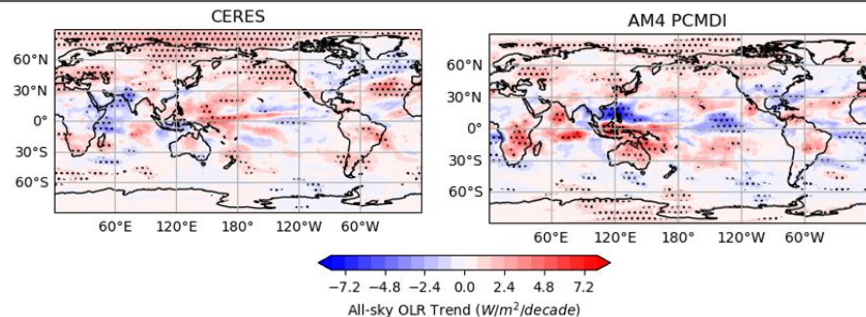 CERES
AM4 PCMDI
60°N
30°N
0°
30°S
60°S
60°E 120°E 180° 120°W 60°W
60°N
30°N
0°
30°S
60°S
60°E 120°E 180° 120°W 60°W
−7.2 −4.8 −2.4 0.0 2.4 4.8 7.2
All-sky OLR Trend (W/m²/decade)